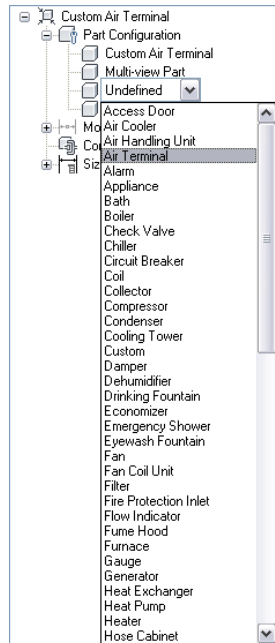 Custom Air Terminal
Part Configuration
Custom Air Terminal
Multi-view Part
Undefined
Access Door
Mo Air Cooler
Air Handling Unit
Co Air Terminal
Siz Alarm
Appliance
Bath
Boiler
Check Valve
Chiller
Circuit Breaker
Coil
Collector
Compressor
Condenser
Cooling Tower
Custom
Damper
Dehumidifier
Drinking Fountain
Economizer
Emergency Shower
Eyewash Fountain
Fan
Fan Coil Unit
Filter
Fire Protection Inlet
Flow Indicator
Fume Hood
Furnace
Gauge
Generator
Heat Exchanger
Heat Pump
Heater
Hose Cabinet